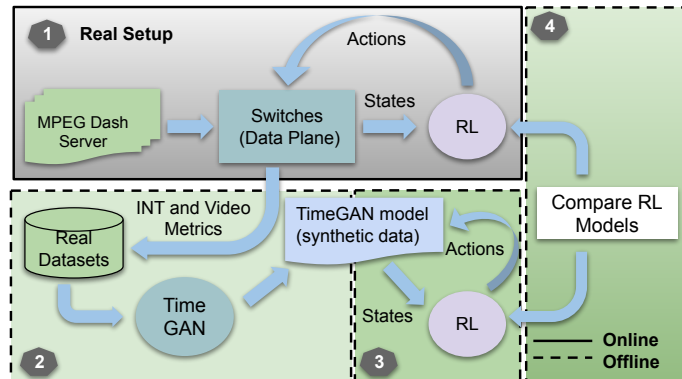 1 Real Setup
Actions
4
MPEG Dash
Server
Switches
(Data Plane)
States
RL
INT and Video
Metrics
Real
Datasets
TimeGAN model
(synthetic data)
Actions
Compare RL
Models
Time
GAN
States
RL
2
3
Online
Offline